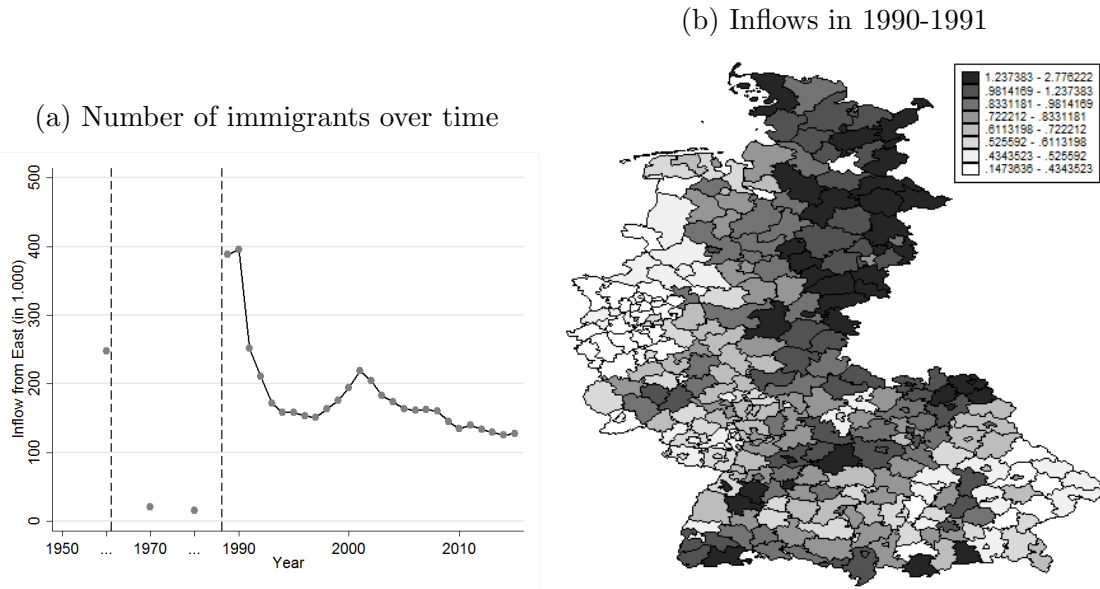 (b) Inflows in 1990-1991
1.237383 - 2.776222
.9814169 - 1.237383
.8331181 - .9814169
.722212 - .8331181
.6113198 - .722212
.525592 - .6113198
.4343523 - .525592
.1473636 - .4343523
(a) Number of immigrants over time
Inflow from East (in 1.000)
500
400
300
200
100
0
1950 ... 1970 ... 1990 2000 2010
Year